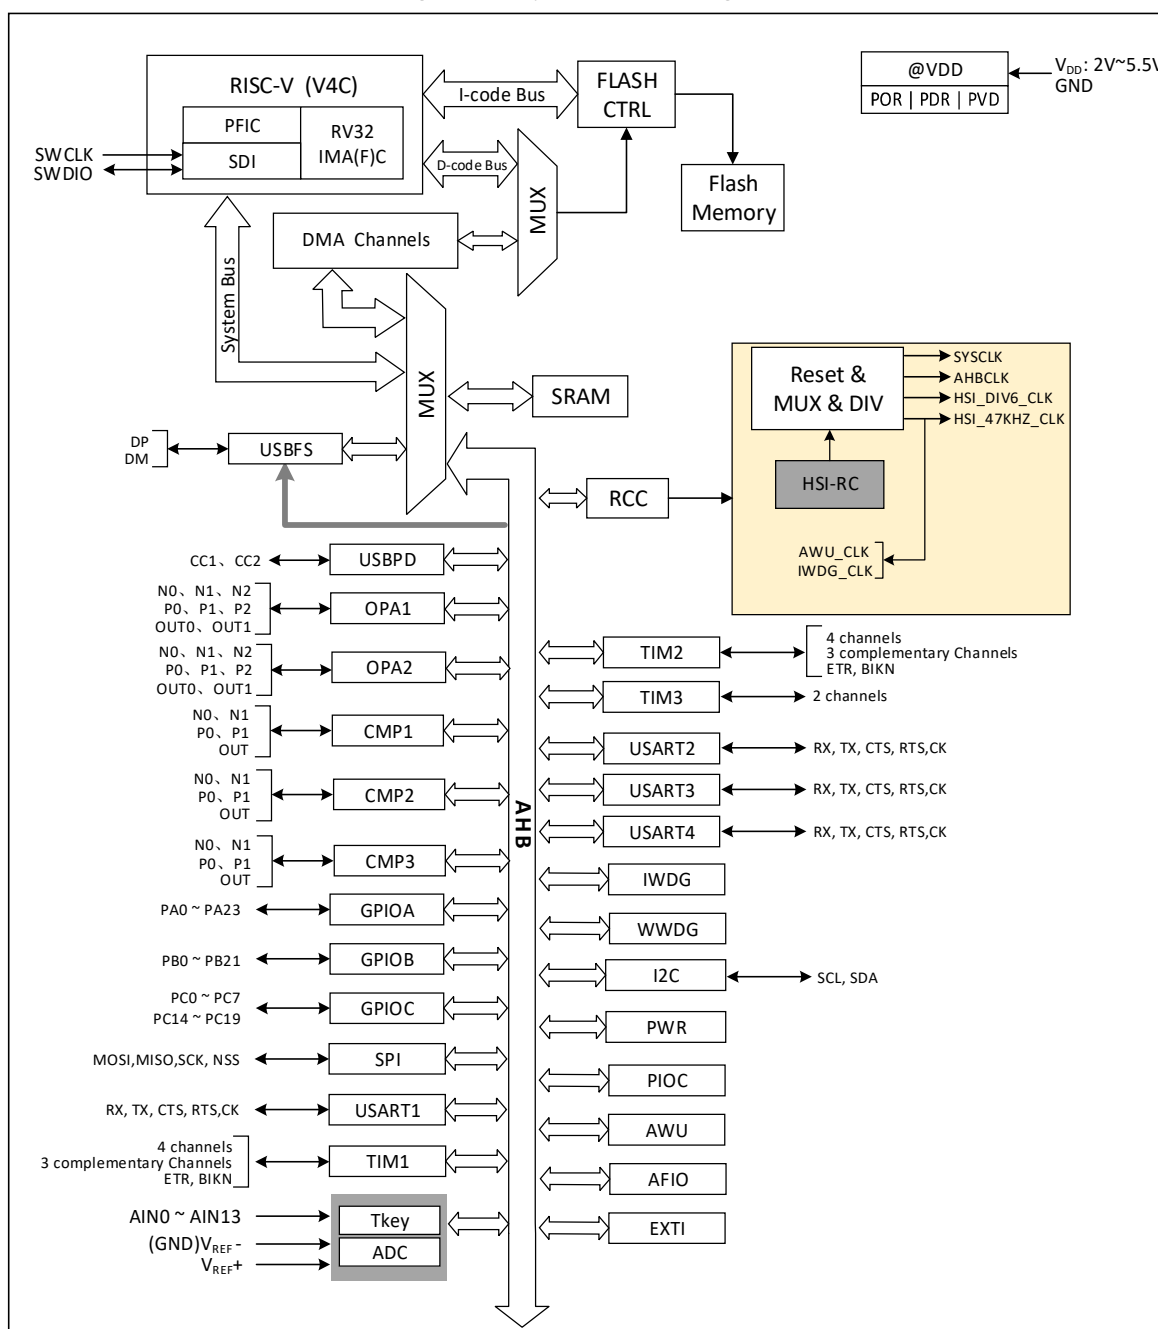 RISC-V (V4C)
PFIC
SDI
RV32
IMA(F)C
SWCLK
SWDIO
I-code Bus
D-code Bus
FLASH
CTRL
Flash
Memory
@VDD
POR | PDR | PVD
VDD: 2V~5.5V
GND
MUX
DMA Channels
System Bus
MUX
SRAM
DP
DM
USBFS
Reset &
MUX & DIV
SYSCLK
AHBCLK
HSI_DIV6_CLK
HSI_47KHZ_CLK
HSI-RC
AWU_CLK
IWDG_CLK
RCC
AHB
CC1、CC2
USBPD
N0、N1、N2
P0、P1、P2
OUT0、OUT1
OPA1
N0、N1、N2
P0、P1、P2
OUT0、OUT1
OPA2
N0、N1
P0、P1
OUT
CMP1
N0、N1
P0、P1
OUT
CMP2
N0、N1
P0、P1
OUT
CMP3
PA0 ~ PA23
GPIOA
PB0 ~ PB21
GPIOB
PC0 ~ PC7
PC14 ~ PC19
GPIOC
MOSI,MISO,SCK, NSS
SPI
RX, TX, CTS, RTS,CK
USART1
4 channels
3 complementary Channels
ETR, BIKN
TIM1
AIN0 ~ AIN13
(GND)VREF -
VREF+
Tkey
ADC
TIM2
4 channels
3 complementary Channels
ETR, BIKN
TIM3
2 channels
USART2
RX, TX, CTS, RTS,CK
USART3
RX, TX, CTS, RTS,CK
USART4
RX, TX, CTS, RTS,CK
IWDG
WWDG
I2C
SCL, SDA
PWR
PIOC
AWU
AFIO
EXTI